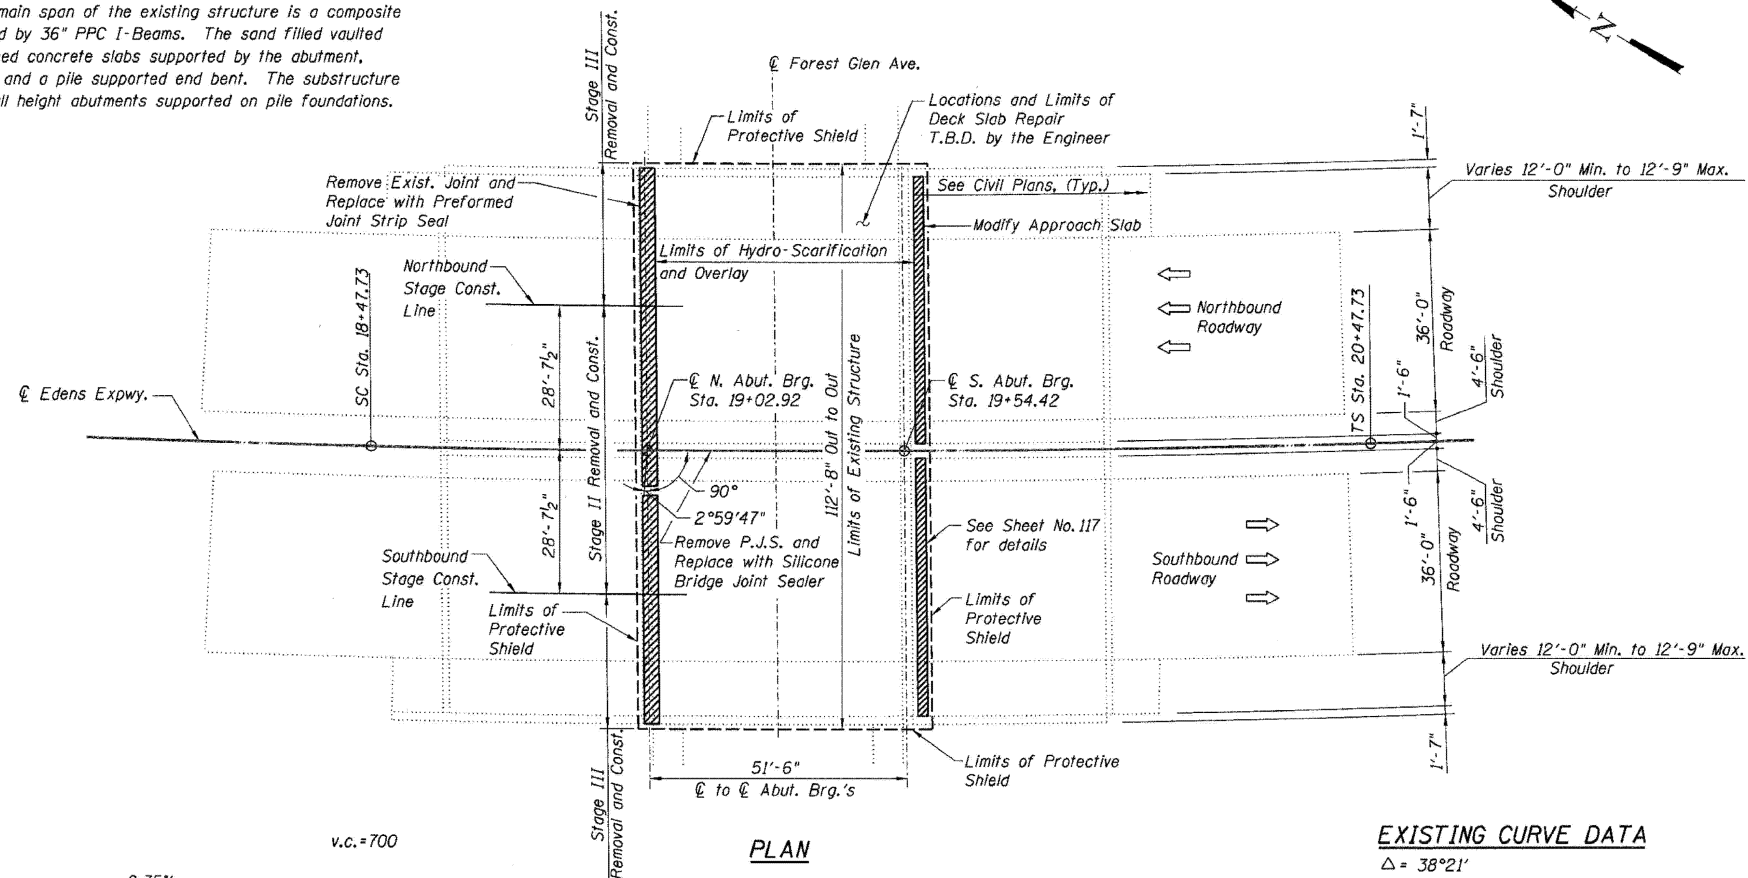 main span of the existing structure is a composite
d by 36" PPC I-Beams. The sand filled vaulted
ed concrete slabs supported by the abutment,
and a pile supported end bent. The substructure
ll height abutments supported on pile foundations.
Stage III
Removal and Const.
℄ Forest Glen Ave.
N
Limits of
Protective Shield
Locations and Limits of
Deck Slab Repair
T.B.D. by the Engineer
1'-7"
Remove Exist. Joint and
Replace with Preformed
Joint Strip Seal
See Civil Plans, (Typ.)
Varies 12'-0" Min. to 12'-9" Max.
Shoulder
Modify Approach Slab
Limits of Hydro-Scarification
and Overlay
Northbound
Stage Const.
Line
SC Sta. 18+47.73
Northbound
Roadway
TS Sta. 20+47.73
36'-0"
Roadway
4'-6"
Shoulder
1'-6"
28'-7½"
Stage II Removal and Const.
℄ Edens Expwy.
℄ N. Abut. Brg.
Sta. 19+02.92
112'-8" Out to Out
Limits of Existing Structure
℄ S. Abut. Brg.
Sta. 19+54.42
90°
2°59'47"
Remove P.J.S. and
Replace with Silicone
Bridge Joint Sealer
28'-7½"
See Sheet No. 117
for details
1'-6"
4'-6"
Shoulder
36'-0"
Roadway
Southbound
Stage Const.
Line
Southbound
Roadway
Limits of
Protective
Shield
Limits of
Protective
Shield
Varies 12'-0" Min. to 12'-9" Max.
Shoulder
1'-7"
Stage III
Removal and Const.
51'-6"
℄ to ℄ Abut. Brg.'s
Limits of Protective
Shield
v.c.=700
PLAN
EXISTING CURVE DATA
Δ = 38°21'